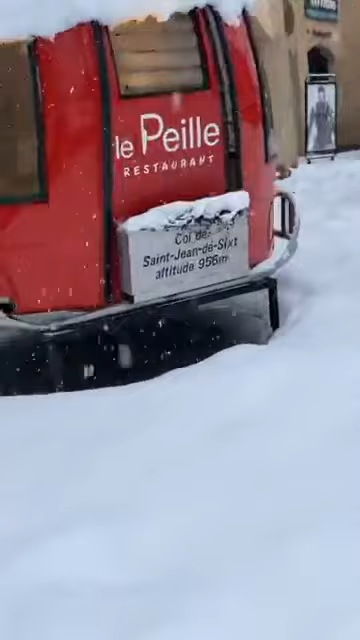 le Peille
RESTAURANT
Col de
Saint-Jean-de-Sixt
altitude 956m